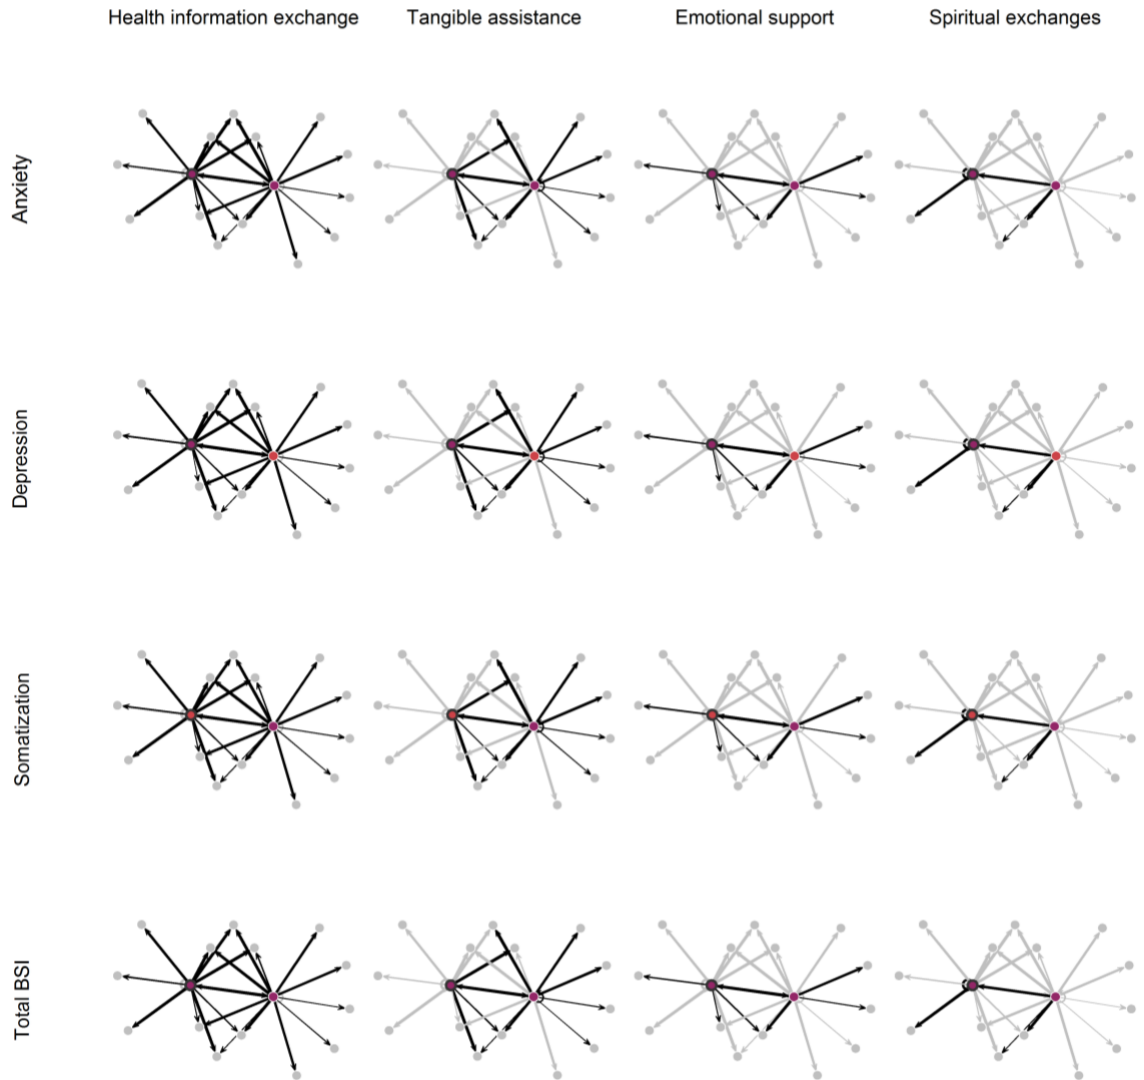 Health information exchange
Tangible assistance
Emotional support
Spiritual exchanges
Anxiety
Depression
Somatization
Total BSI